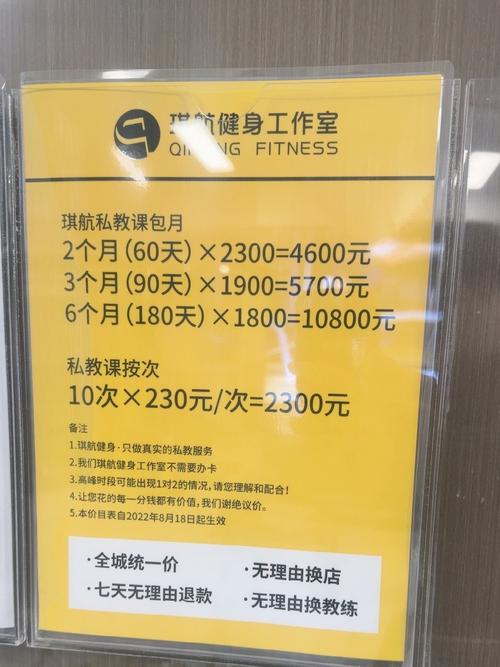 琪航健身工作室
QIHANG FITNESS
琪航私教课包月
2个月(60天)×2300=4600元
3个月(90天)×1900=5700元
6个月(180天)×1800=10800元
私教课按次
10次×230元/次=2300元
备注
1.琪航健身·只做真实的私教服务
2.我们琪航健身工作室不需要办卡
3.高峰时段可能出现1对2的情况,请您理解和配合!
4.让您花的每一分钱都有价值,我们谢绝议价。
5.本价目表自2022年8月18日起生效
·全城统一价 ·无理由换店
·七天无理由退款 ·无理由换教练